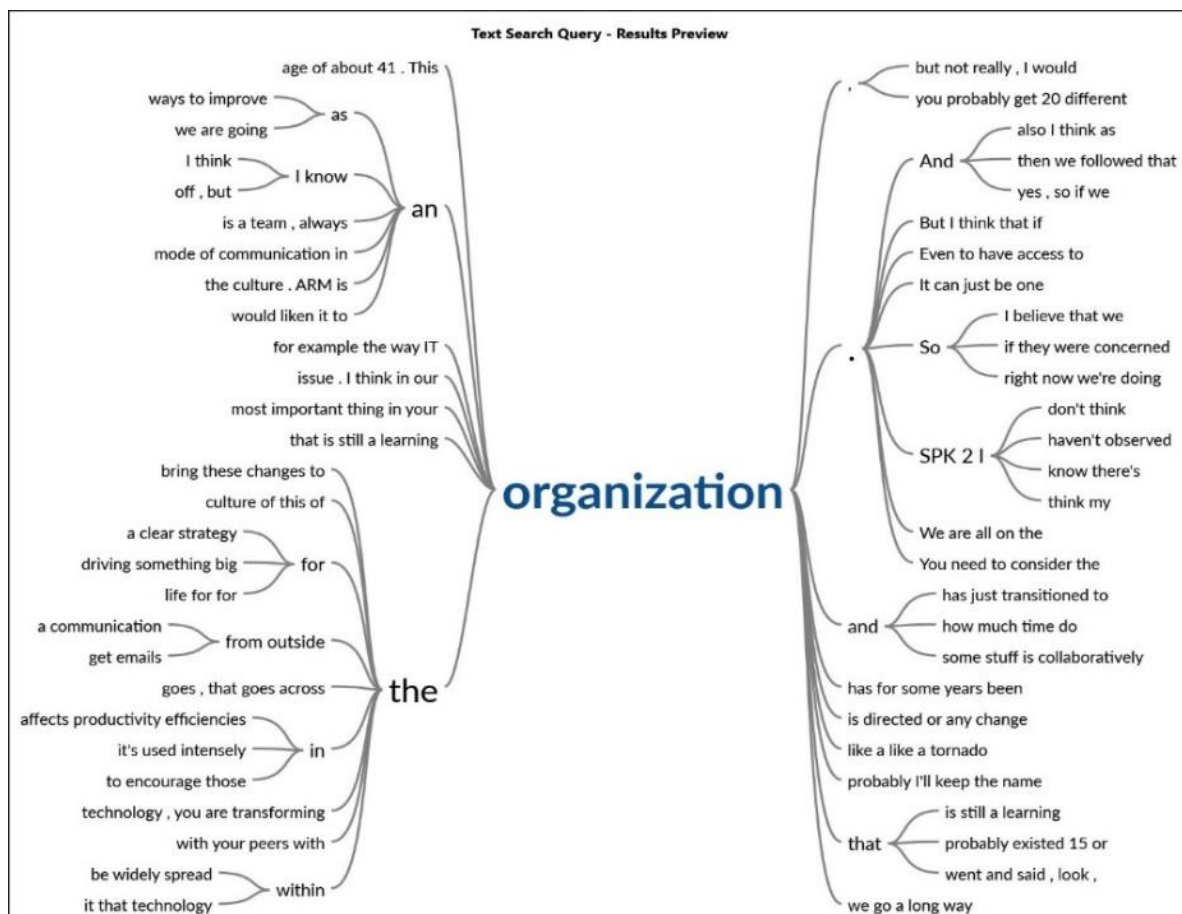 Text Search Query - Results Preview
age of about 41 . This
ways to improve
we are going
as
I think
off , but
I know
is a team , always
mode of communication in
the culture . ARM is
would liken it to
an
for example the way IT
issue . I think in our
most important thing in your
that is still a learning
bring these changes to
culture of this of
a clear strategy
driving something big
life for for
for
a communication
get emails
from outside
goes , that goes across
affects productivity efficiencies
it's used intensely
to encourage those
in
technology , you are transforming
with your peers with
be widely spread
it that technology
within
the
organization
,
but not really , I would
you probably get 20 different
.
And
also I think as
then we followed that
yes , so if we
But I think that if
Even to have access to
It can just be one
So
I believe that we
if they were concerned
right now we're doing
SPK 2 I
don't think
haven't observed
know there's
think my
We are all on the
You need to consider the
and
has just transitioned to
how much time do
some stuff is collaboratively
has for some years been
is directed or any change
like a like a tornado
probably I'll keep the name
that
is still a learning
probably existed 15 or
went and said , look ,
we go a long way